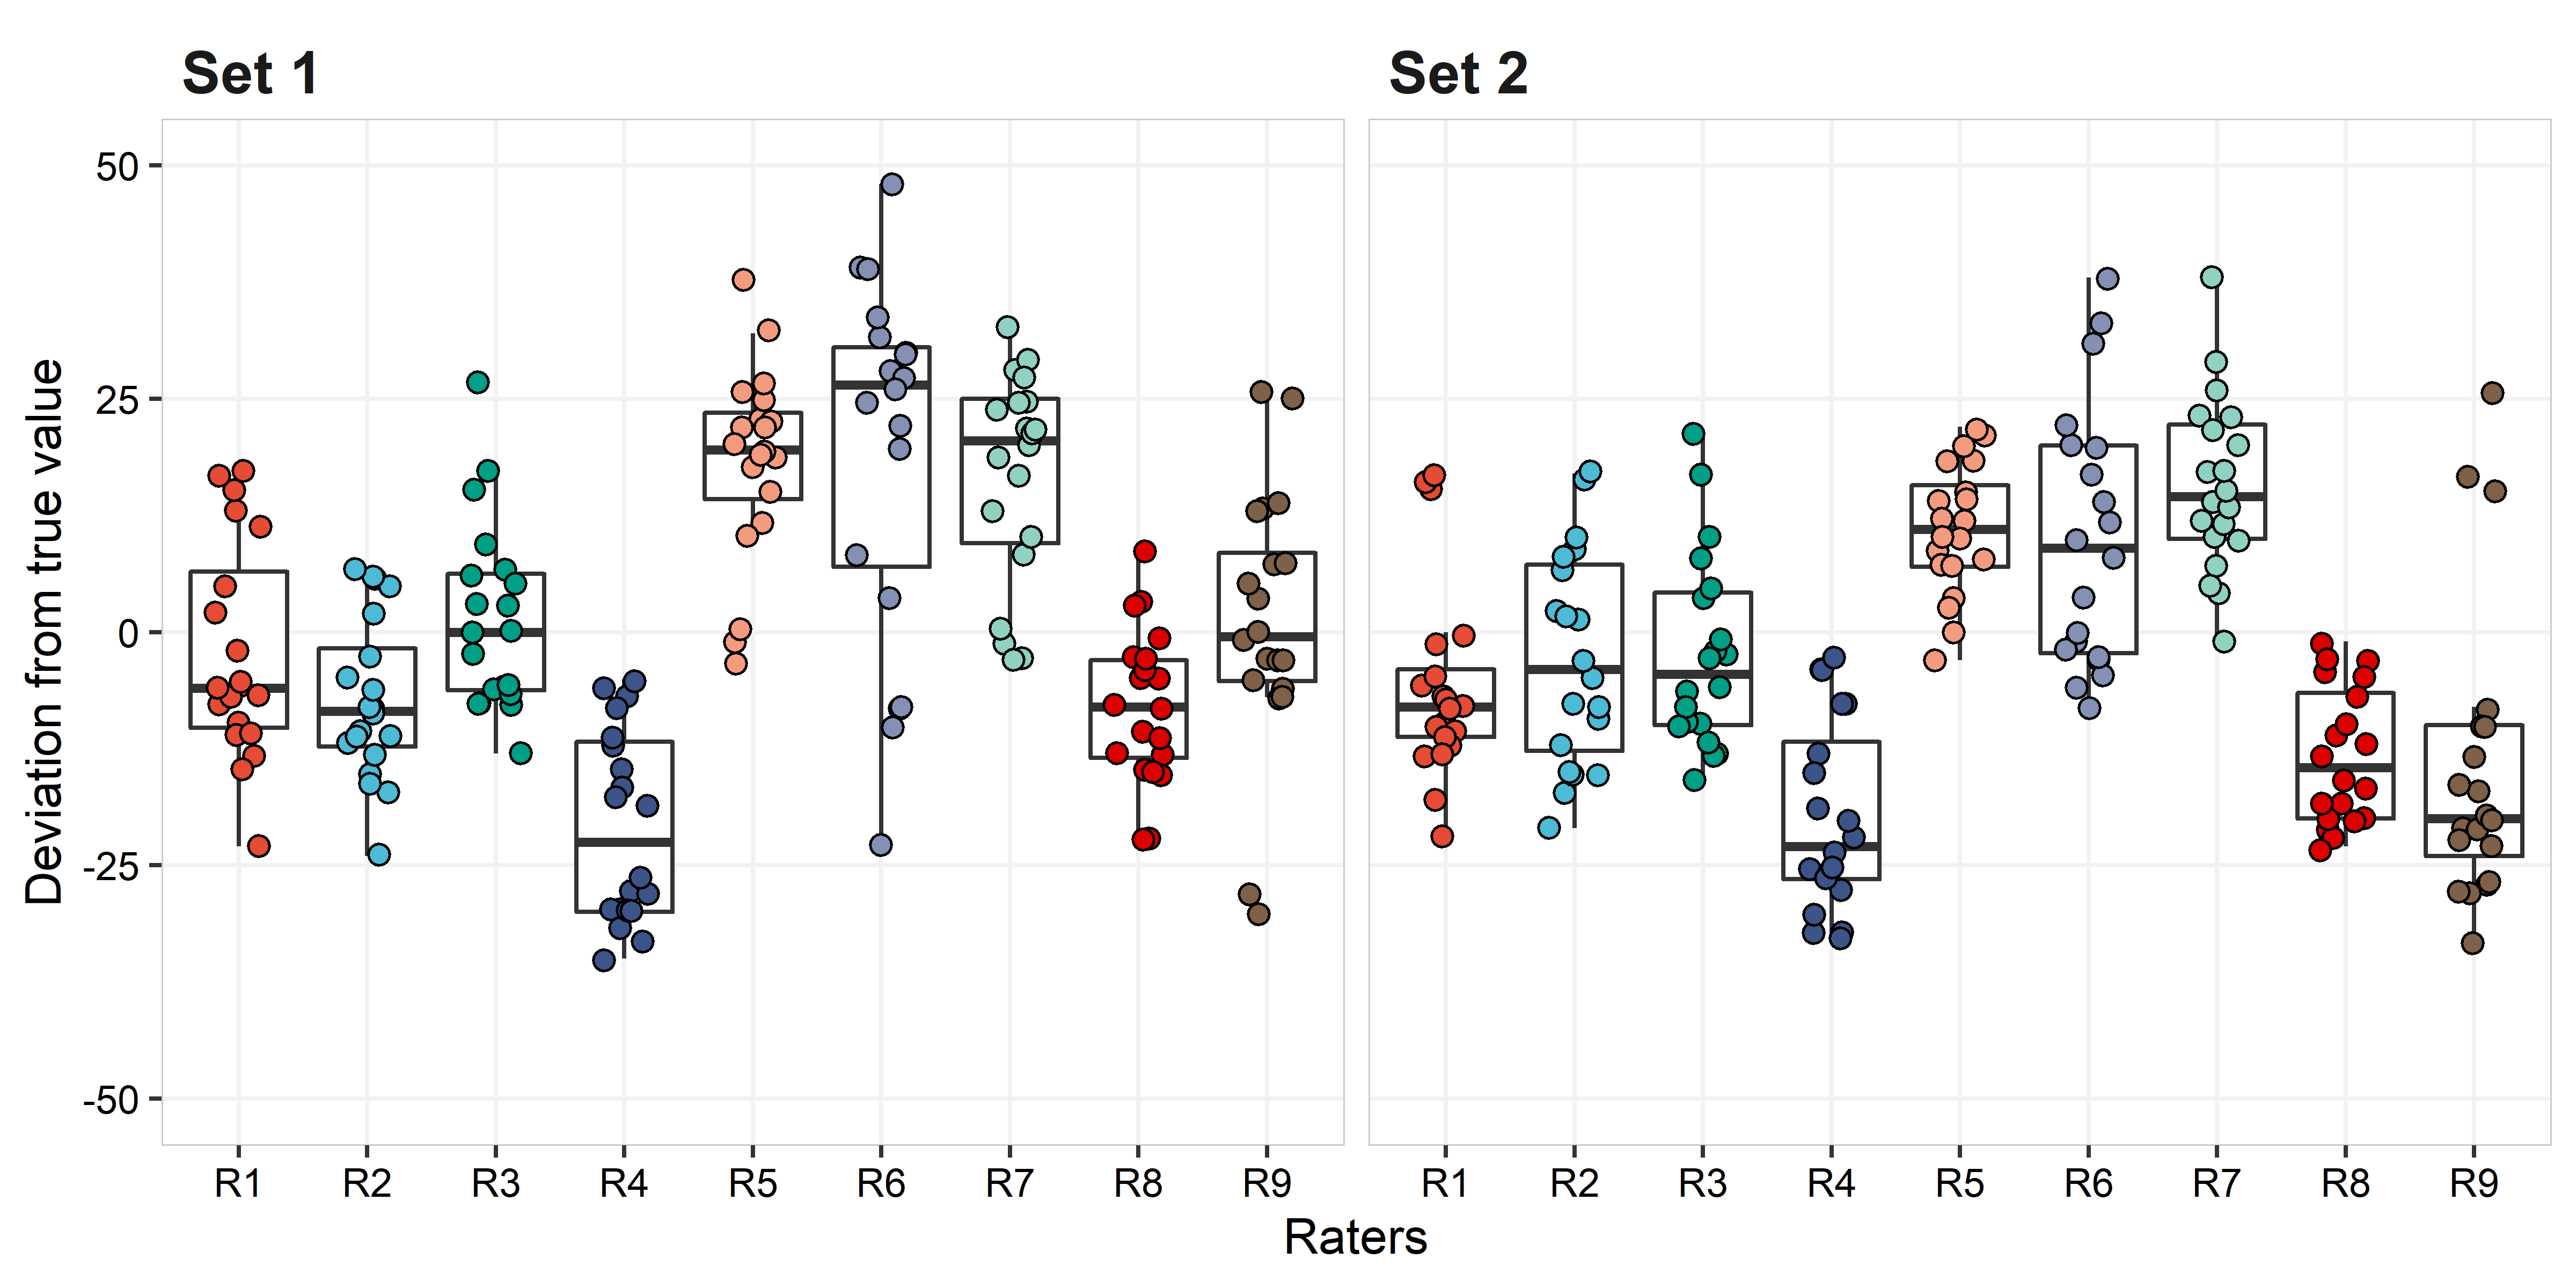 Set 1
Set 2
Deviation from true value
50
25
0
-25
-50
R1 R2 R3 R4 R5 R6 R7 R8 R9
R1 R2 R3 R4 R5 R6 R7 R8 R9
Raters